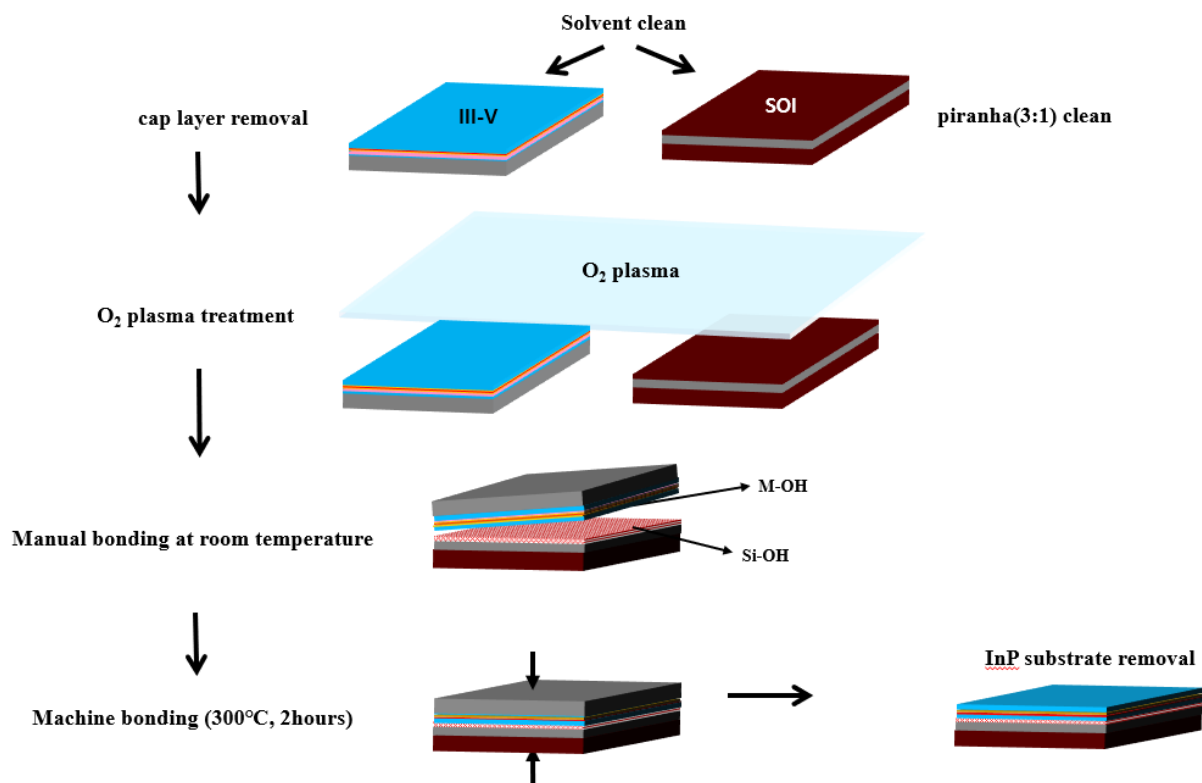 Solvent clean
cap layer removal
III-V
SOI
piranha(3:1) clean
O₂ plasma
O₂ plasma treatment
M-OH
Manual bonding at room temperature
Si-OH
InP substrate removal
Machine bonding (300°C, 2hours)